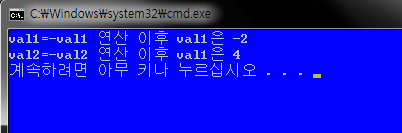 C:₩Windows₩system32₩cmd.exe
val1=-val1 연산 이후 val1은 -2
val2=-val2 연산 이후 val1은 4
계속하려면 아무 키나 누르십시오 . . .